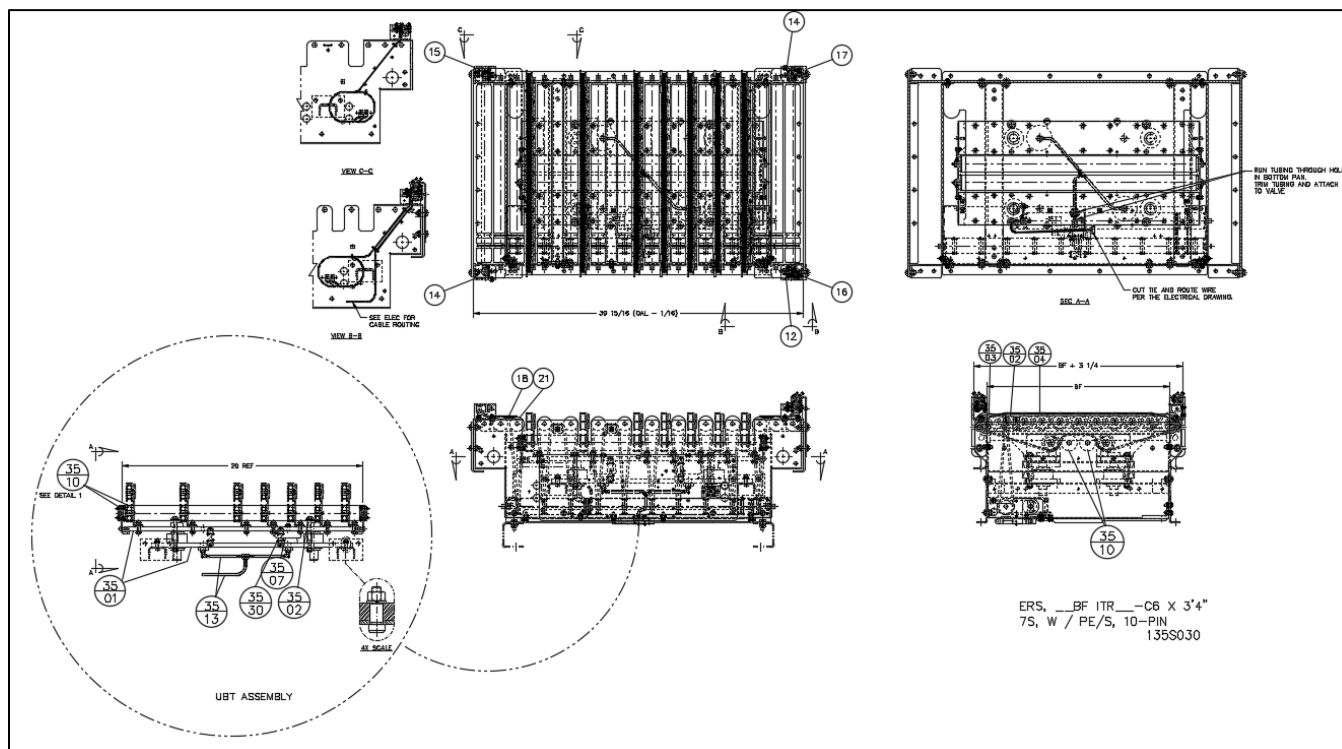 C
C
14
15
17
VIEW C-C
RUN TUBING THROUGH HOLE
IN BOTTOM PAN.
TRIM TUBING AND ATTACH
TO VALVE
14
16
12
SEE ELEC FOR
CABLE ROUTING
VIEW B-B
39 15/16 (OAL - 1/16)
B
B
CUT TIE AND ROUTE WIRE
PER THE ELECTRICAL DRAWING.
SEC A-A
35
03
35
02
35
04
BF + 3 1/4
BF
18
21
A
A
35
10
A
29 REF
35
10
SEE DETAIL 1
A
35
01
35
13
35
30
35
07
35
02
4X SCALE
UBT ASSEMBLY
ERS, __BF ITR___-C6 X 3'4"
7S, W / PE/S, 10-PIN
135S030